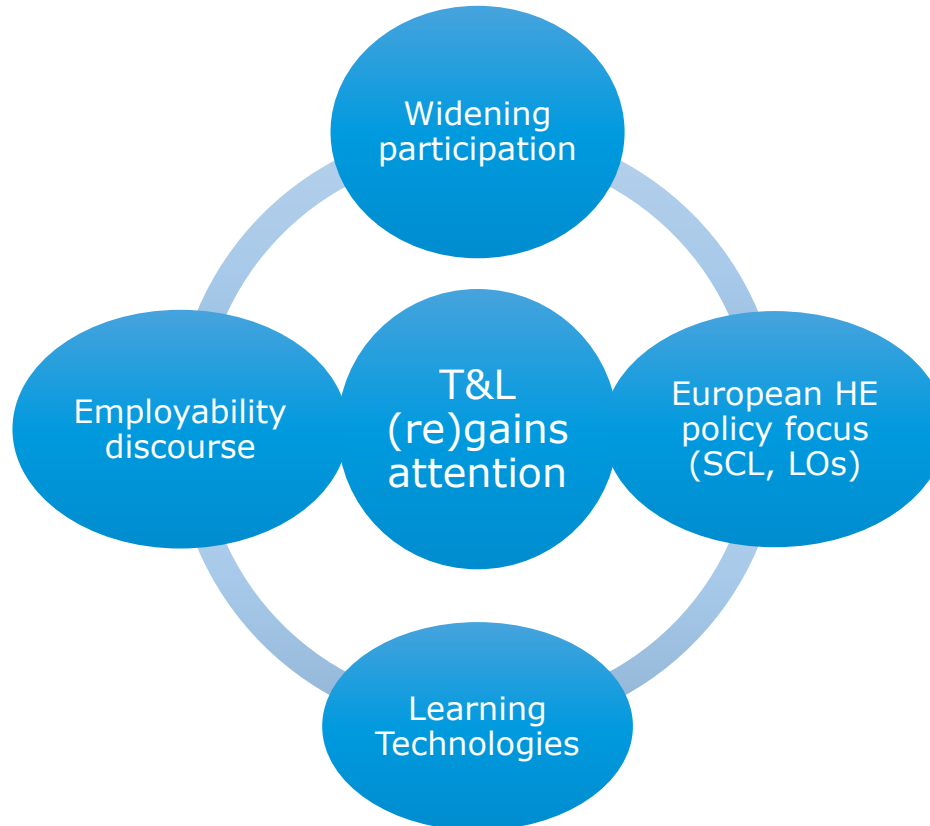 Widening
participation
Employability
discourse
T&L
(re)gains
attention
European HE
policy focus
(SCL, LOs)
Learning
Technologies